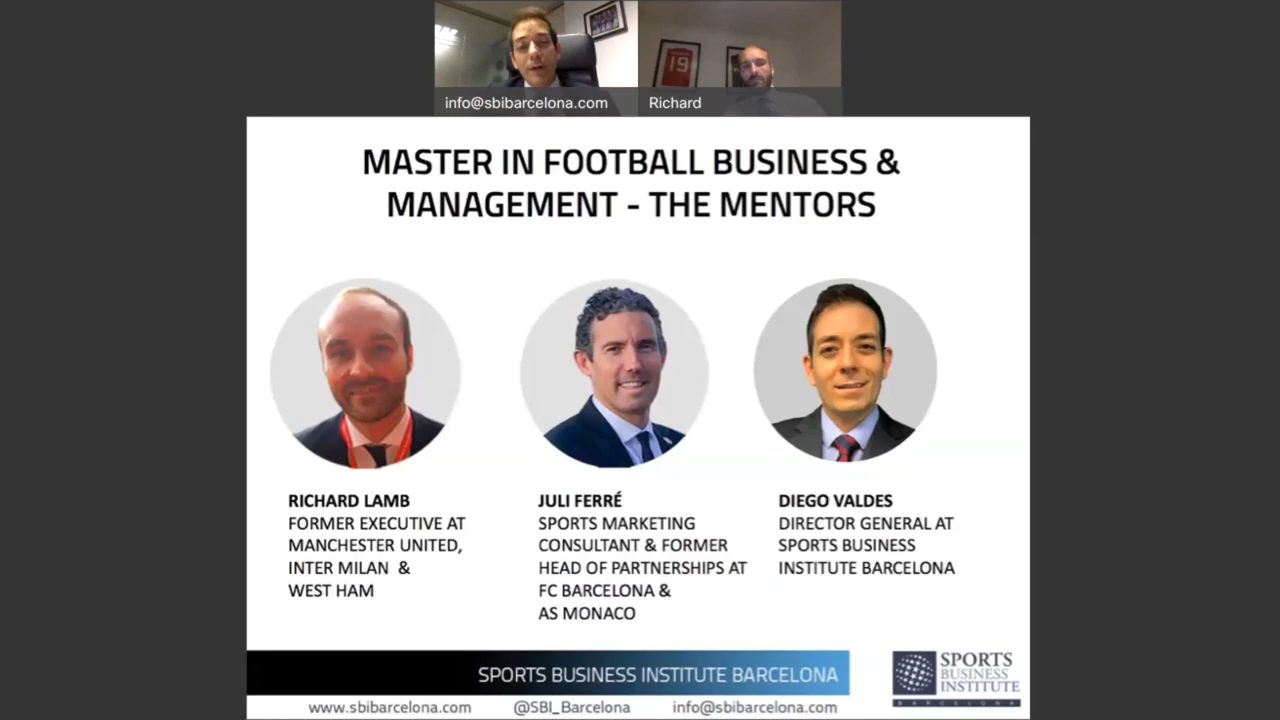 info@sbibarcelona.com
Richard
19
MASTER IN FOOTBALL BUSINESS &
MANAGEMENT - THE MENTORS
RICHARD LAMB
FORMER EXECUTIVE AT
MANCHESTER UNITED,
INTER MILAN &
WEST HAM
JULI FERRÉ
SPORTS MARKETING
CONSULTANT & FORMER
HEAD OF PARTNERSHIPS AT
FC BARCELONA &
AS MONACO
DIEGO VALDES
DIRECTOR GENERAL AT
SPORTS BUSINESS
INSTITUTE BARCELONA
SPORTS BUSINESS INSTITUTE BARCELONA
SPORTS
BUSINESS
INSTITUTE
BARCELONA
www.sbibarcelona.com @SBI_Barcelona info@sbibarcelona.com